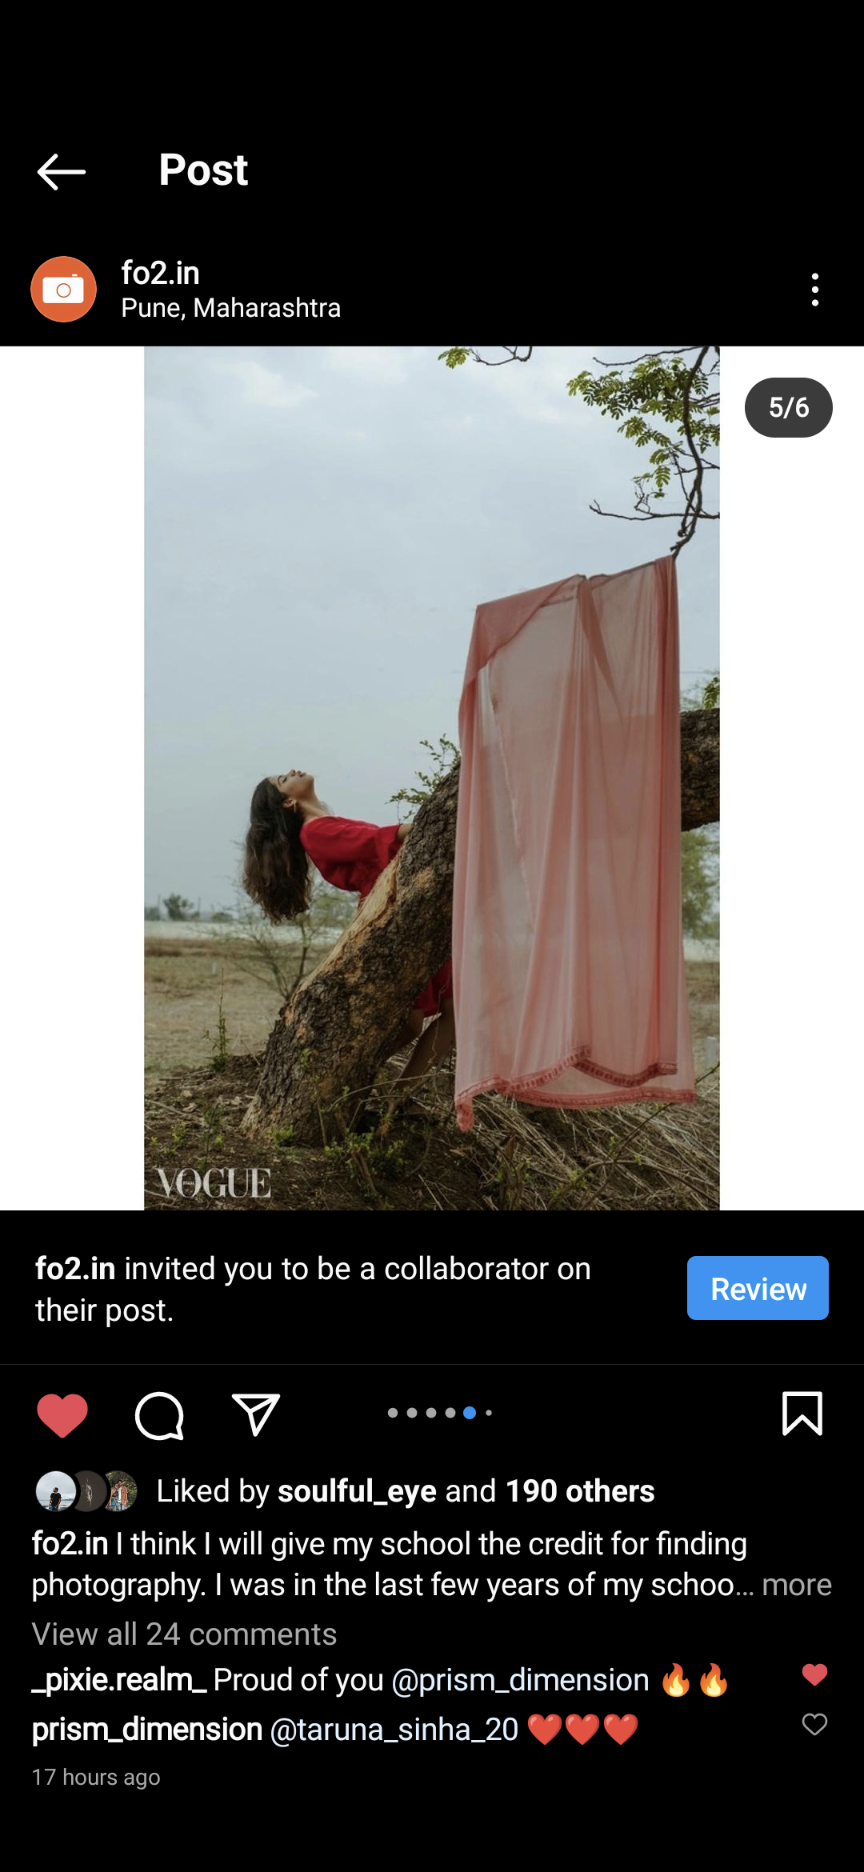 Post
fo2.in
Pune, Maharashtra
5/6
VOGUE
fo2.in invited you to be a collaborator on
their post.
Review
Liked by soulful_eye and 190 others
fo2.in I think I will give my school the credit for finding
photography. I was in the last few years of my schoo... more
View all 24 comments
_pixie.realm_ Proud of you @prism_dimension 🔥🔥
prism_dimension @taruna_sinha_20 ❤️❤️❤️
17 hours ago